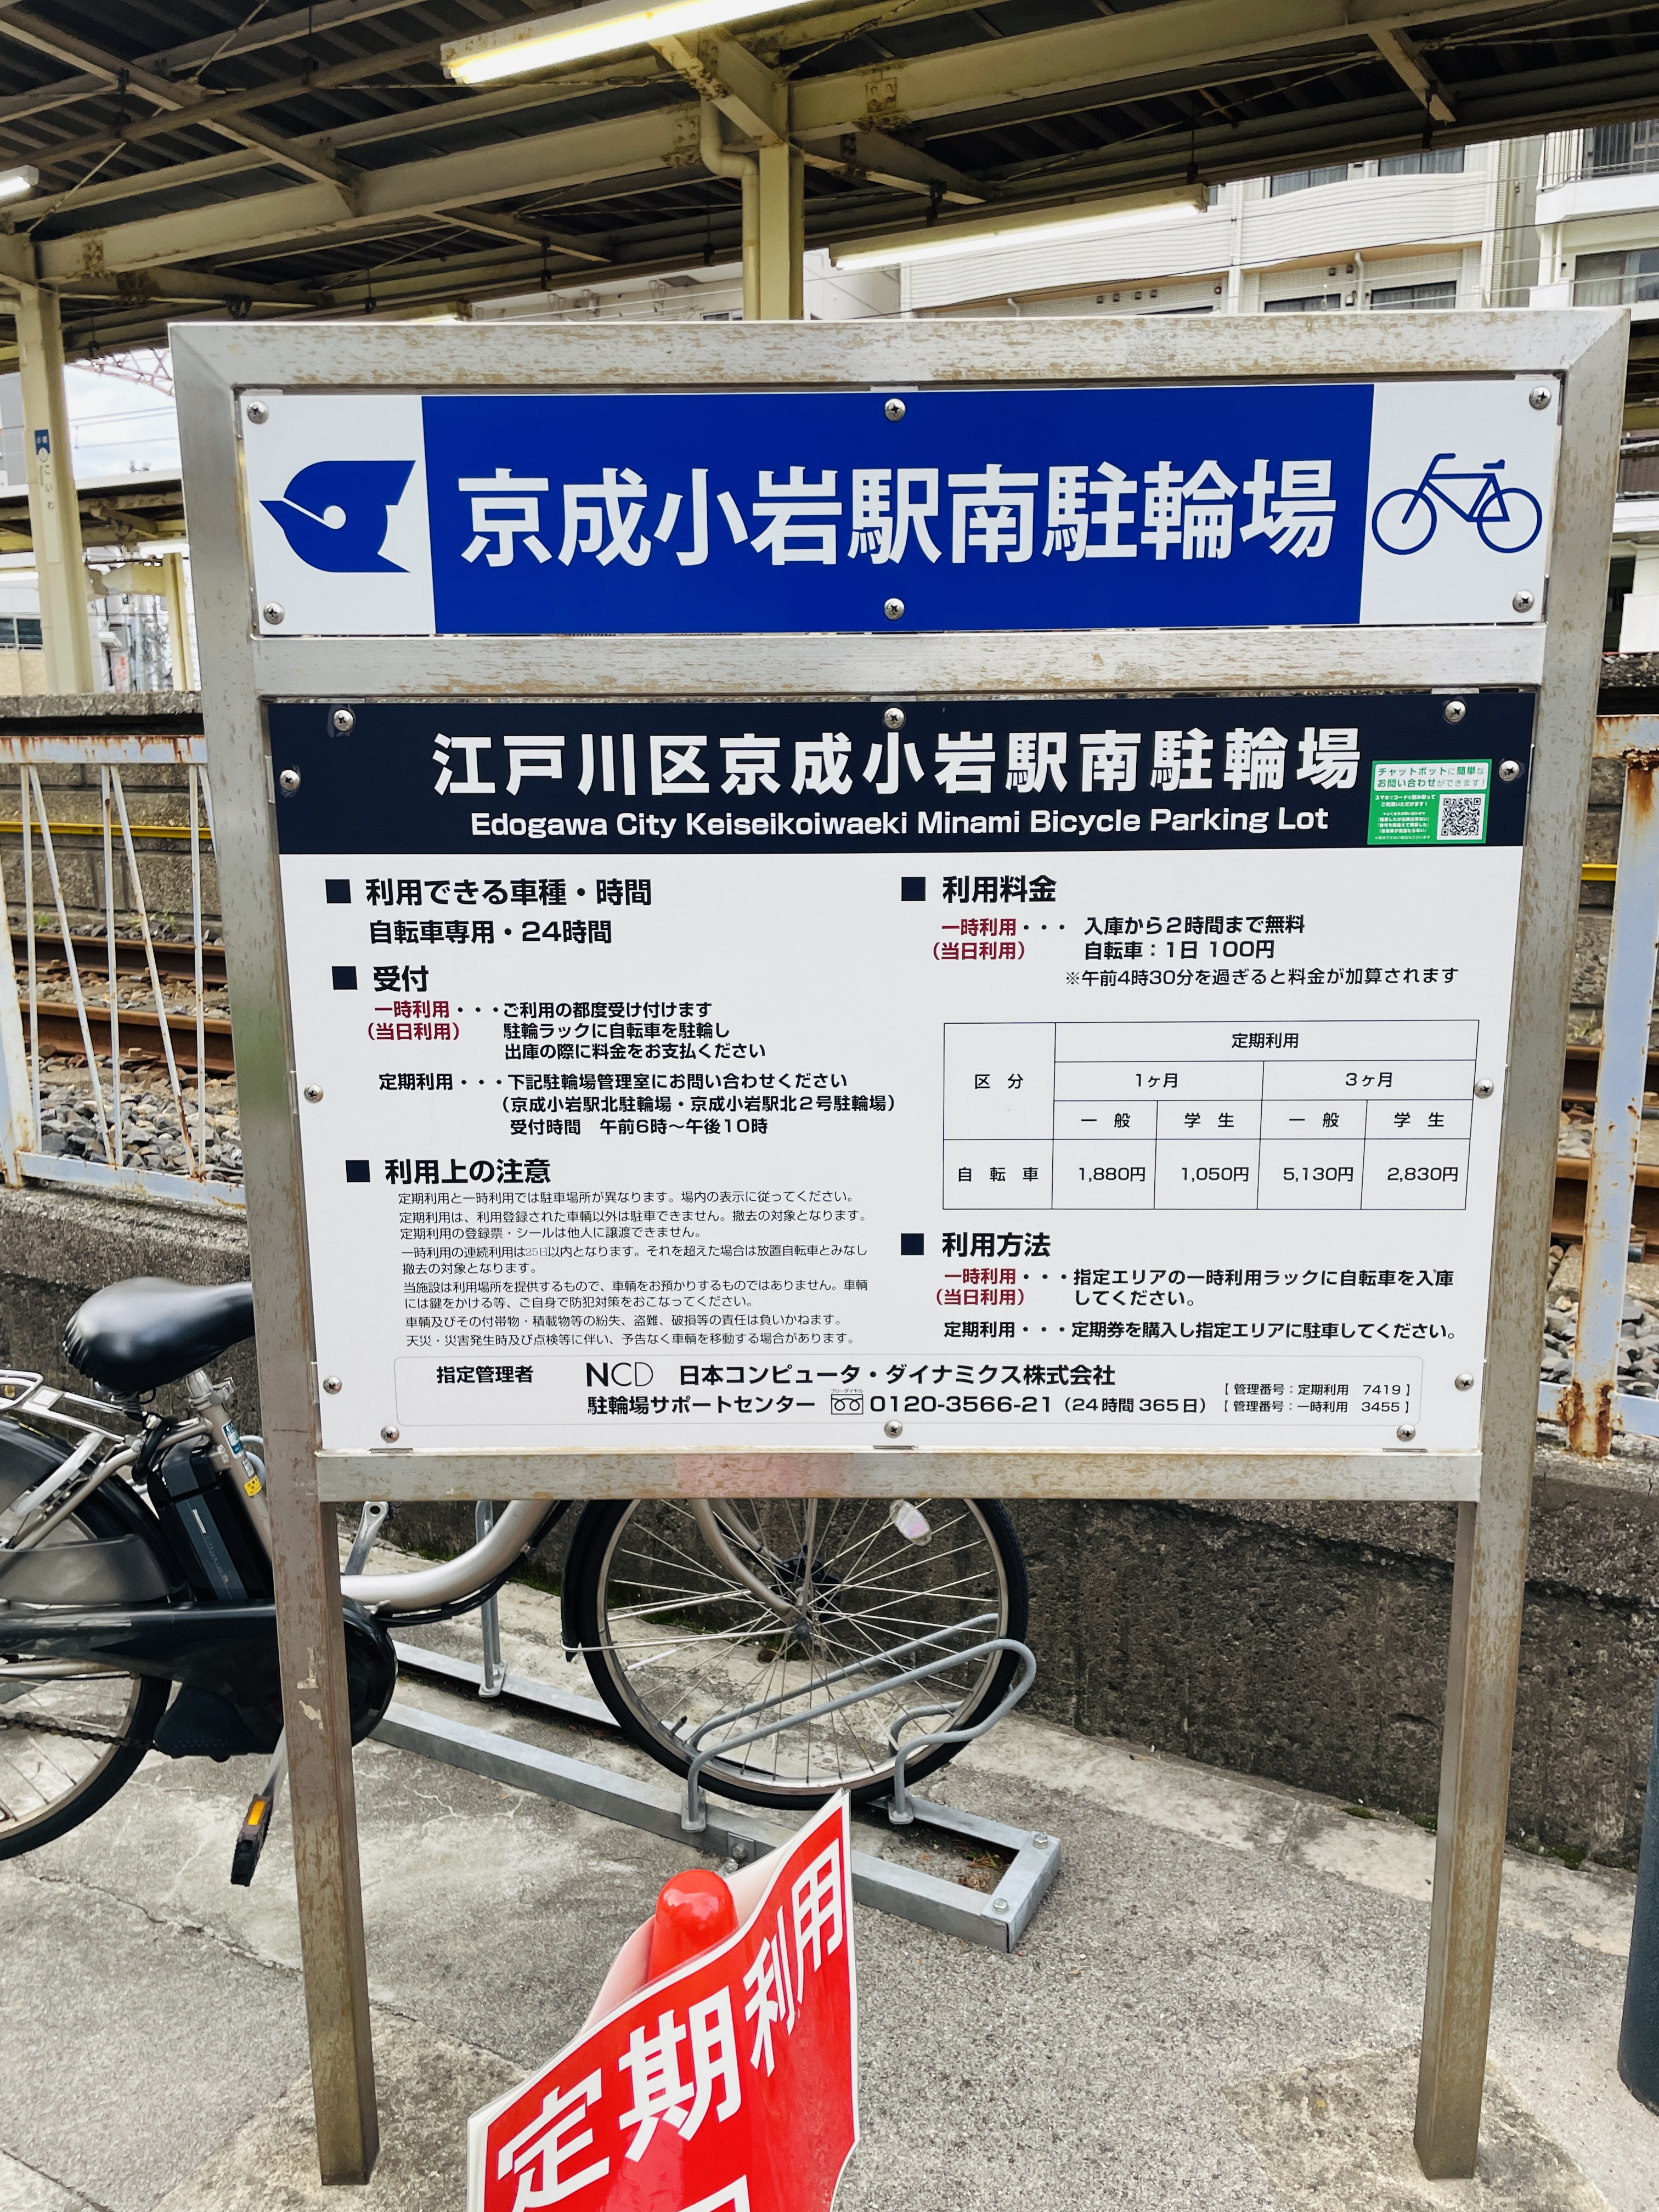 京成小岩駅南駐輪場
江戸川区京成小岩駅南駐輪場
Edogawa City Keiseikoiwaeki Minami Bicycle Parking Lot
チャットボットに簡単な
お問い合わせができます!
■ 利用できる車種・時間
自転車専用・24時間
■ 受付
一時利用・・・ご利用の都度受け付けます
(当日利用) 駐輪ラックに自転車を駐輪し
出庫の際に料金をお支払ください
定期利用・・・下記駐輪場管理室にお問い合わせください
(京成小岩駅北駐輪場・京成小岩駅北2号駐輪場)
受付時間 午前6時〜午後10時
■ 利用上の注意
定期利用と一時利用では駐車場所が異なります。場内の表示に従ってください。
定期利用は、利用登録された車輌以外は駐車できません。撤去の対象となります。
定期利用の登録票・シールは他人に譲渡できません。
一時利用の連続利用は25日以内となります。それを超えた場合は放置自転車とみなし
撤去の対象となります。
当施設は利用場所を提供するもので、車輌をお預かりするものではありません。車輌
には鍵をかける等、ご自身で防犯対策をおこなってください。
車輌及びその付帯物・積載物等の紛失、盗難、破損等の責任は負いかねます。
天災・災害発生時及び点検等に伴い、予告なく車輌を移動する場合があります。
■ 利用料金
一時利用・・・ 入庫から2時間まで無料
(当日利用) 自転車：1日 100円
※午前4時30分を過ぎると料金が加算されます
区 分 定期利用
1ヶ月 3ヶ月
一 般 学 生 一 般 学 生
自 転 車 1,880円 1,050円 5,130円 2,830円
■ 利用方法
一時利用・・・指定エリアの一時利用ラックに自転車を入庫
(当日利用) してください。
定期利用・・・定期券を購入し指定エリアに駐車してください。
指定管理者 NCD 日本コンピュータ・ダイナミクス株式会社
駐輪場サポートセンター フリーダイヤル 0120-3566-21 (24時間365日)
【管理番号：定期利用 7419】
【管理番号：一時利用 3455】
定期利用